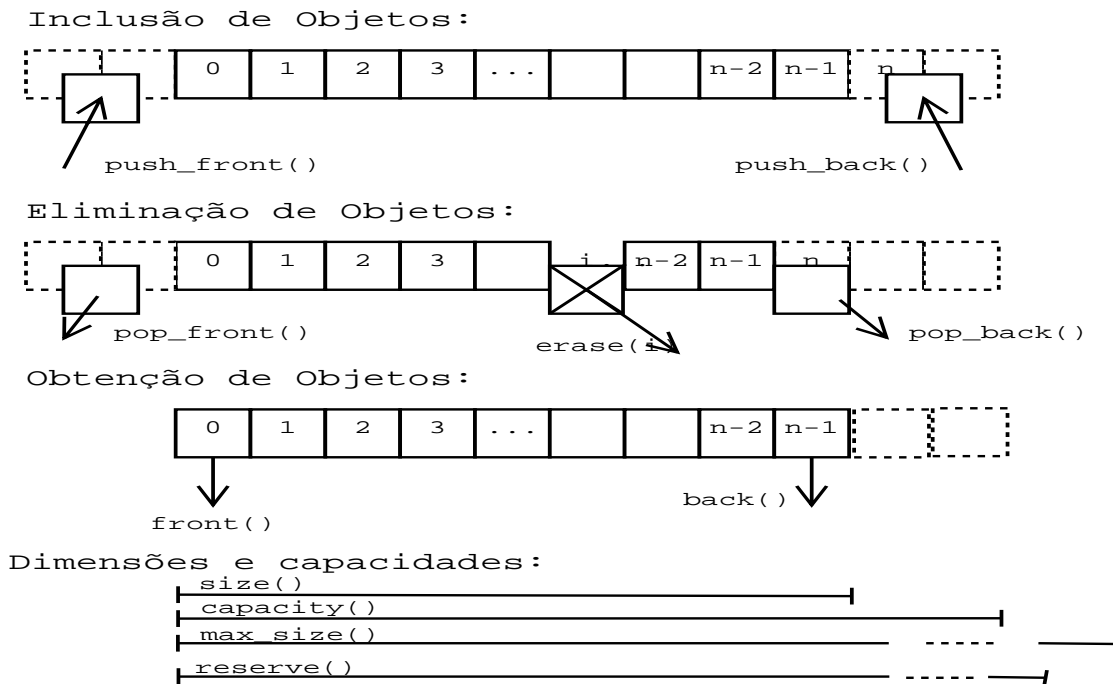 Inclusão de Objetos:
0 1 2 3 ... n-2 n-1 n
push_front() push_back()
Eliminação de Objetos:
0 1 2 3 i.. n-2 n-1 n
pop_front() erase(i) pop_back()
Obtenção de Objetos:
0 1 2 3 ... n-2 n-1
front() back()
Dimensões e capacidades:
size()
capacity()
max_size()
reserve()